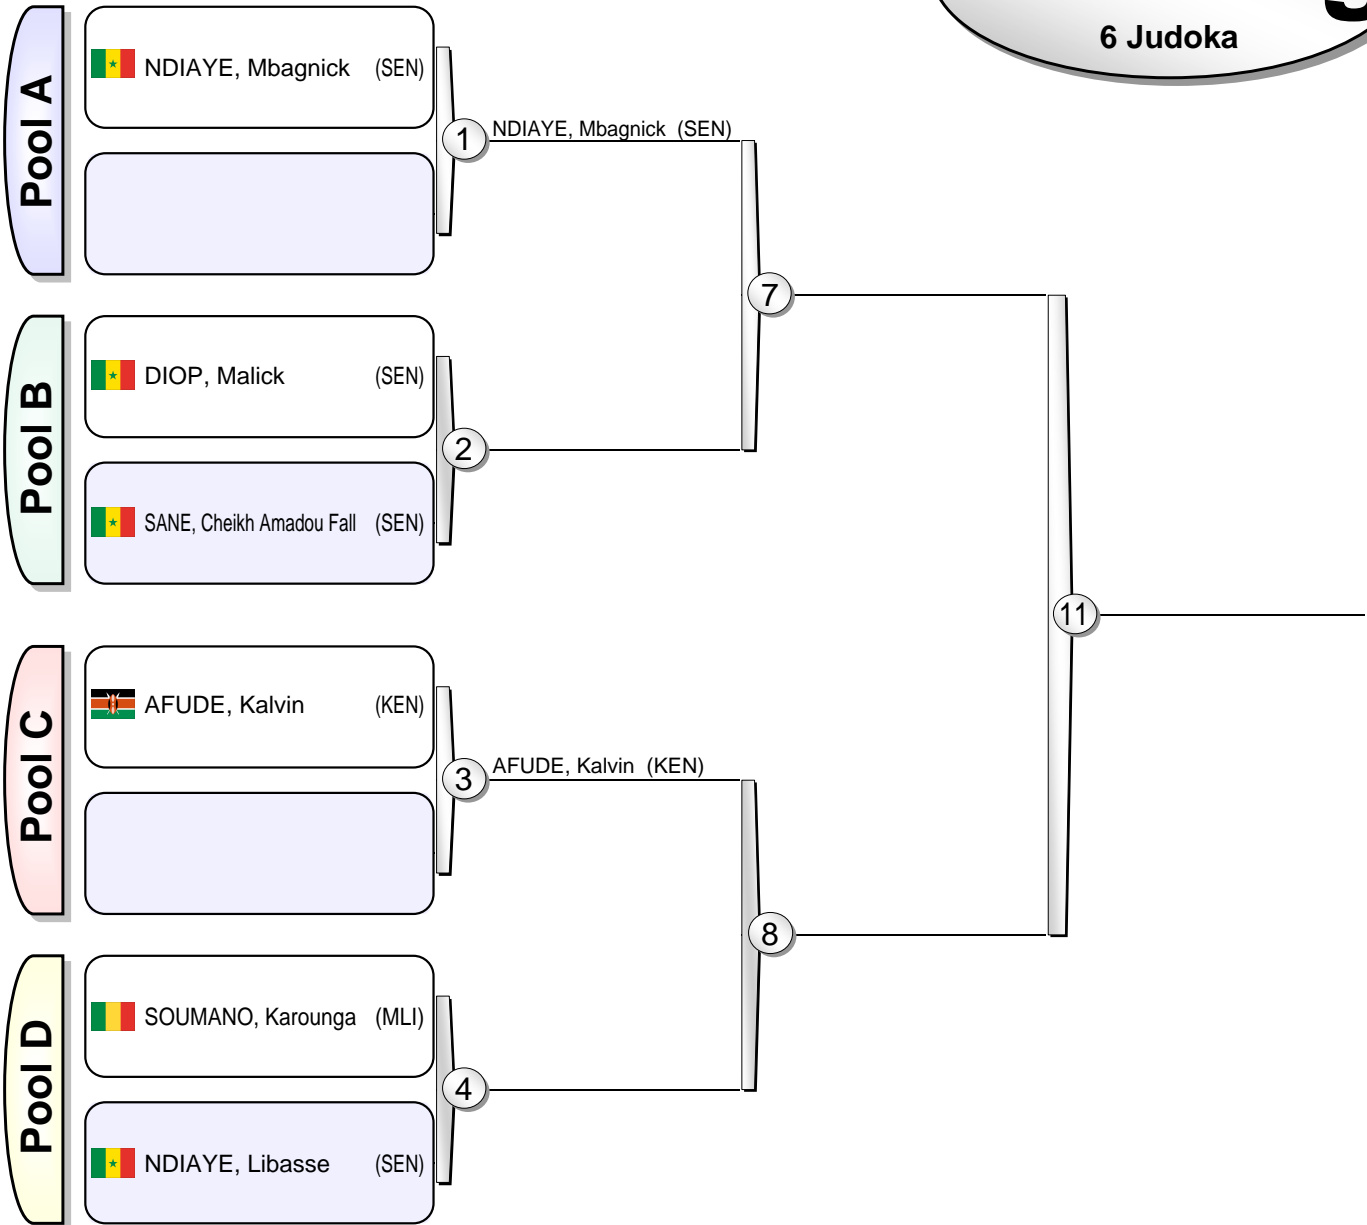 6 Judoka
Pool A
NDIAYE, Mbagnick (SEN)
1
NDIAYE, Mbagnick (SEN)
7
Pool B
DIOP, Malick (SEN)
2
SANE, Cheikh Amadou Fall (SEN)
11
Pool C
AFUDE, Kalvin (KEN)
3
AFUDE, Kalvin (KEN)
8
Pool D
SOUMANO, Karounga (MLI)
4
NDIAYE, Libasse (SEN)